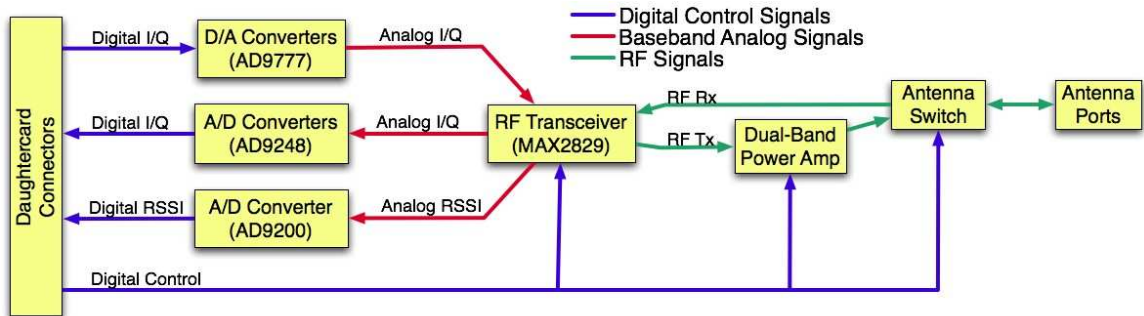 Digital Control Signals
Baseband Analog Signals
RF Signals
Daughtercard
Connectors
Digital I/Q
D/A Converters
(AD9777)
Analog I/Q
Digital I/Q
A/D Converters
(AD9248)
Analog I/Q
RF Transceiver
(MAX2829)
RF Rx
RF Tx
Dual-Band
Power Amp
Antenna
Switch
Antenna
Ports
Digital RSSI
A/D Converter
(AD9200)
Analog RSSI
Digital Control